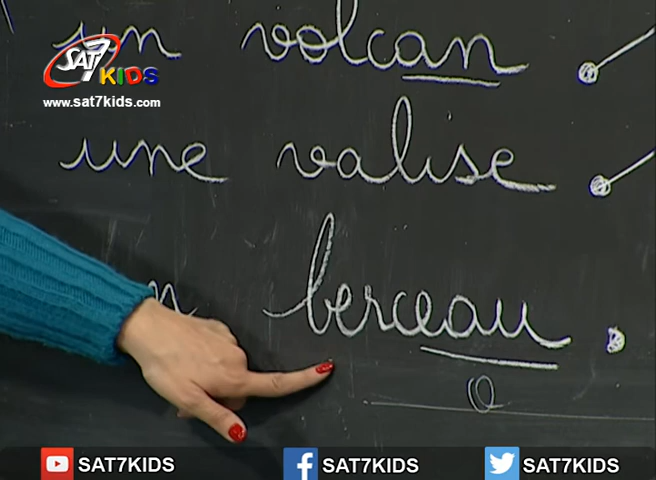 un volcan
SAT7
KIDS
www.sat7kids.com
une valise
n berceau
o
SAT7KIDS SAT7KIDS SAT7KIDS